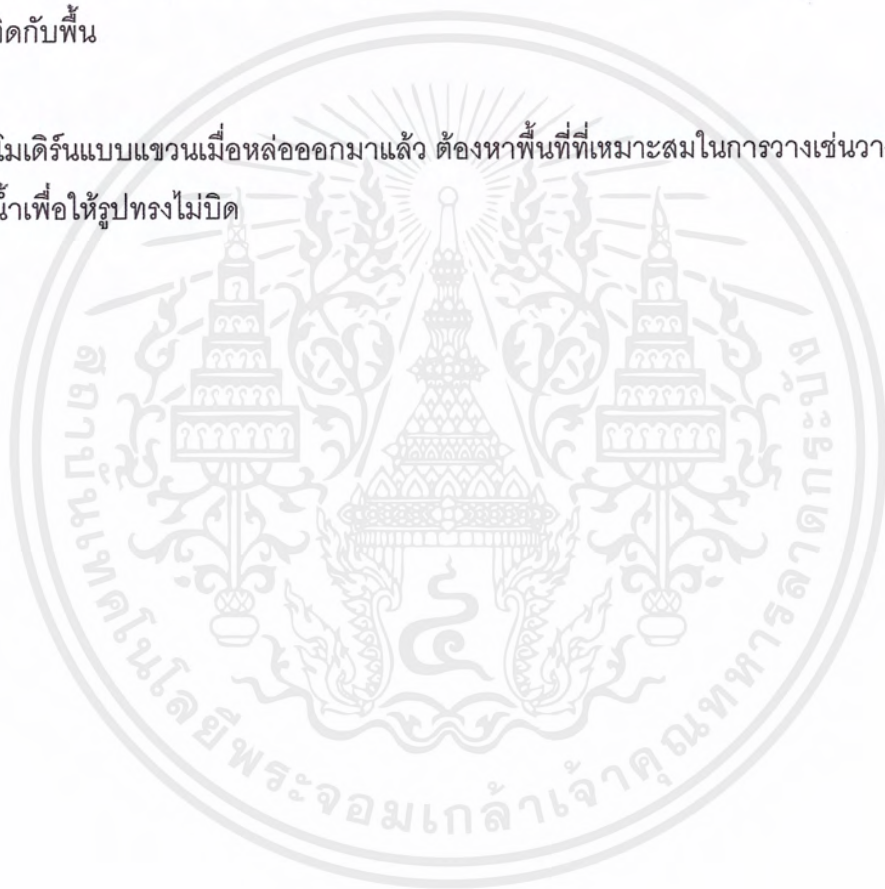 ติดกับพื้น
โมเดิร์นแบบแขวนเมื่อหล่อออกมาแล้ว ต้องหาพื้นที่ที่เหมาะสมในการวางเช่นวา
น้ำเพื่อให้รูปทรงไม่บิด
สถาบันเทคโนโลยีพระจอมเกล้าเจ้าคุณทหารลาดกระบัง